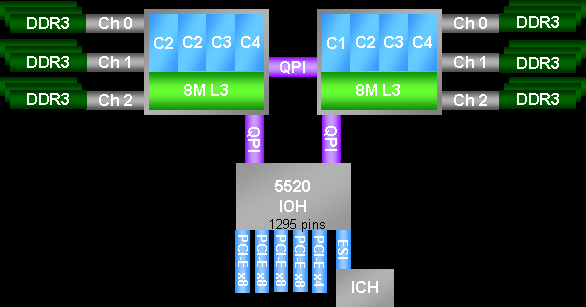 DDR3 Ch 0 C2 C2 C3 C4 C1 C2 C3 C4 Ch 0 DDR3
DDR3 Ch 1 QPI Ch 1 DDR3
DDR3 Ch 2 8M L3 8M L3 Ch 2 DDR3
QPI QPI
5520
IOH
1295 pins
PCI-E x8
PCI-E x8
PCI-E x8
PCI-E x8
PCI-E x4
ESI
ICH